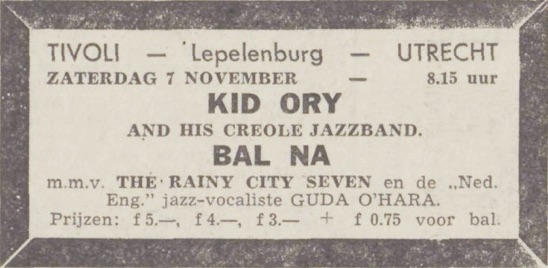 TIVOLI — Lepelenburg — UTRECHT
ZATERDAG 7 NOVEMBER — 8.15 uur
KID ORY
AND HIS CREOLE JAZZBAND.
BAL NA
m.m.v. THE RAINY CITY SEVEN en de „Ned.
Eng." jazz-vocaliste GUDA O'HARA.
Prijzen: f 5.—, f 4.—, f 3.— + f 0.75 voor bal.